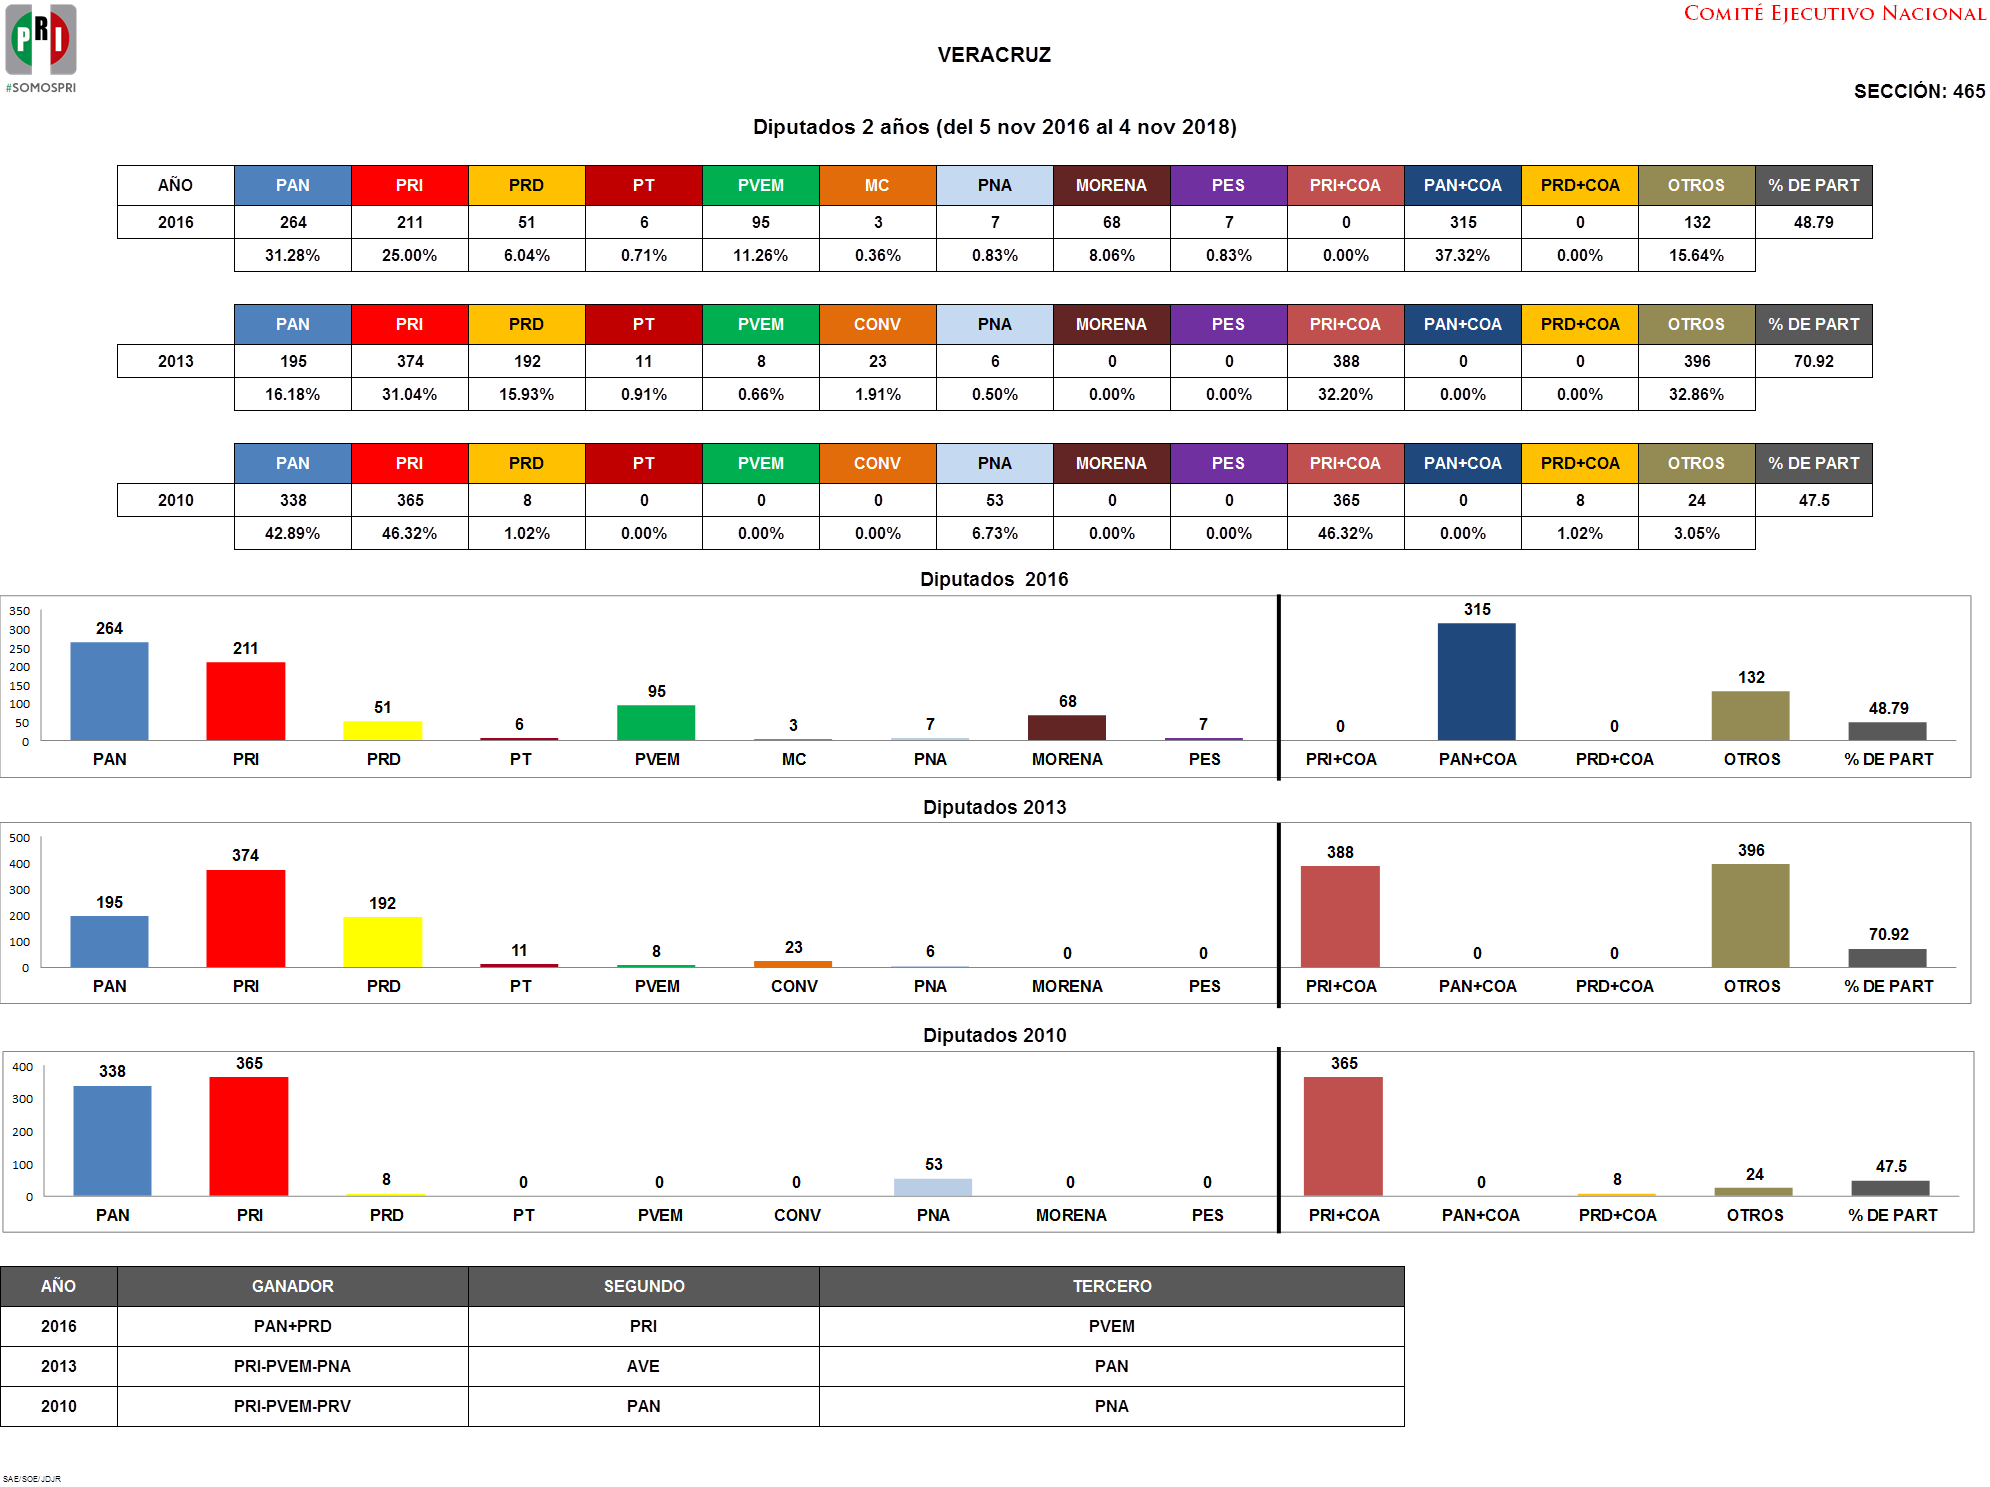 PRI
#SOMOSPRI
COMITÉ EJECUTIVO NACIONAL
VERACRUZ
SECCIÓN: 465
Diputados 2 años (del 5 nov 2016 al 4 nov 2018)
AÑO PAN PRI PRD PT PVEM MC PNA MORENA PES PRI+COA PAN+COA PRD+COA OTROS % DE PART
2016 264 211 51 6 95 3 7 68 7 0 315 0 132 48.79
31.28% 25.00% 6.04% 0.71% 11.26% 0.36% 0.83% 8.06% 0.83% 0.00% 37.32% 0.00% 15.64%
PAN PRI PRD PT PVEM CONV PNA MORENA PES PRI+COA PAN+COA PRD+COA OTROS % DE PART
2013 195 374 192 11 8 23 6 0 0 388 0 0 396 70.92
16.18% 31.04% 15.93% 0.91% 0.66% 1.91% 0.50% 0.00% 0.00% 32.20% 0.00% 0.00% 32.86%
PAN PRI PRD PT PVEM CONV PNA MORENA PES PRI+COA PAN+COA PRD+COA OTROS % DE PART
2010 338 365 8 0 0 0 53 0 0 365 0 8 24 47.5
42.89% 46.32% 1.02% 0.00% 0.00% 0.00% 6.73% 0.00% 0.00% 46.32% 0.00% 1.02% 3.05%
Diputados 2016
350
300
250
200
150
100
50
0
264 211 51 6 95 3 7 68 7 0 315 0 132 48.79
PAN PRI PRD PT PVEM MC PNA MORENA PES PRI+COA PAN+COA PRD+COA OTROS % DE PART
Diputados 2013
500
400
300
200
100
0
195 374 192 11 8 23 6 0 0 388 0 0 396 70.92
PAN PRI PRD PT PVEM CONV PNA MORENA PES PRI+COA PAN+COA PRD+COA OTROS % DE PART
Diputados 2010
400
300
200
100
0
338 365 8 0 0 0 53 0 0 365 0 8 24 47.5
PAN PRI PRD PT PVEM CONV PNA MORENA PES PRI+COA PAN+COA PRD+COA OTROS % DE PART
AÑO GANADOR SEGUNDO TERCERO
2016 PAN+PRD PRI PVEM
2013 PRI-PVEM-PNA AVE PAN
2010 PRI-PVEM-PRV PAN PNA
SAE/SOE/JDJR